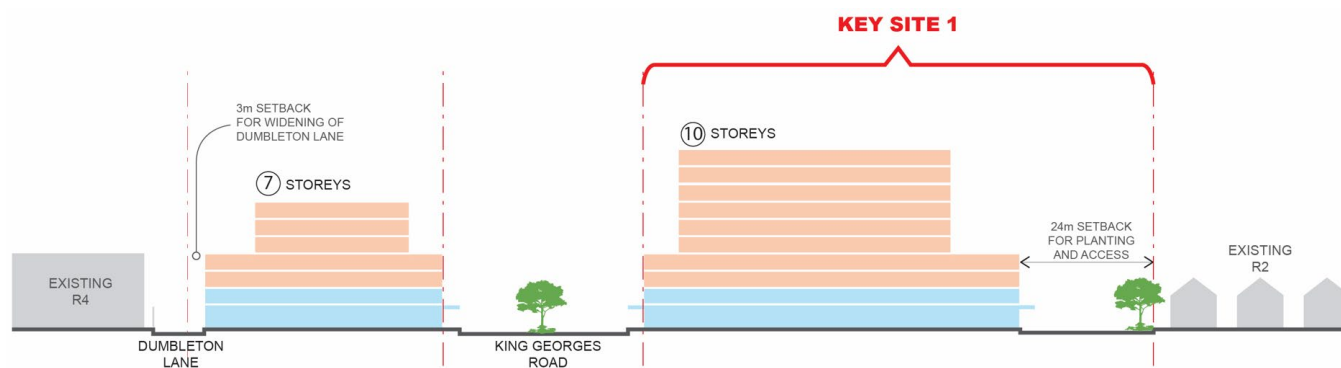 KEY SITE 1
3m SETBACK
FOR WIDENING OF
DUMBLETON LANE
7 STOREYS
10 STOREYS
24m SETBACK
FOR PLANTING
AND ACCESS
EXISTING
R4
EXISTING
R2
DUMBLETON
LANE
KING GEORGES
ROAD